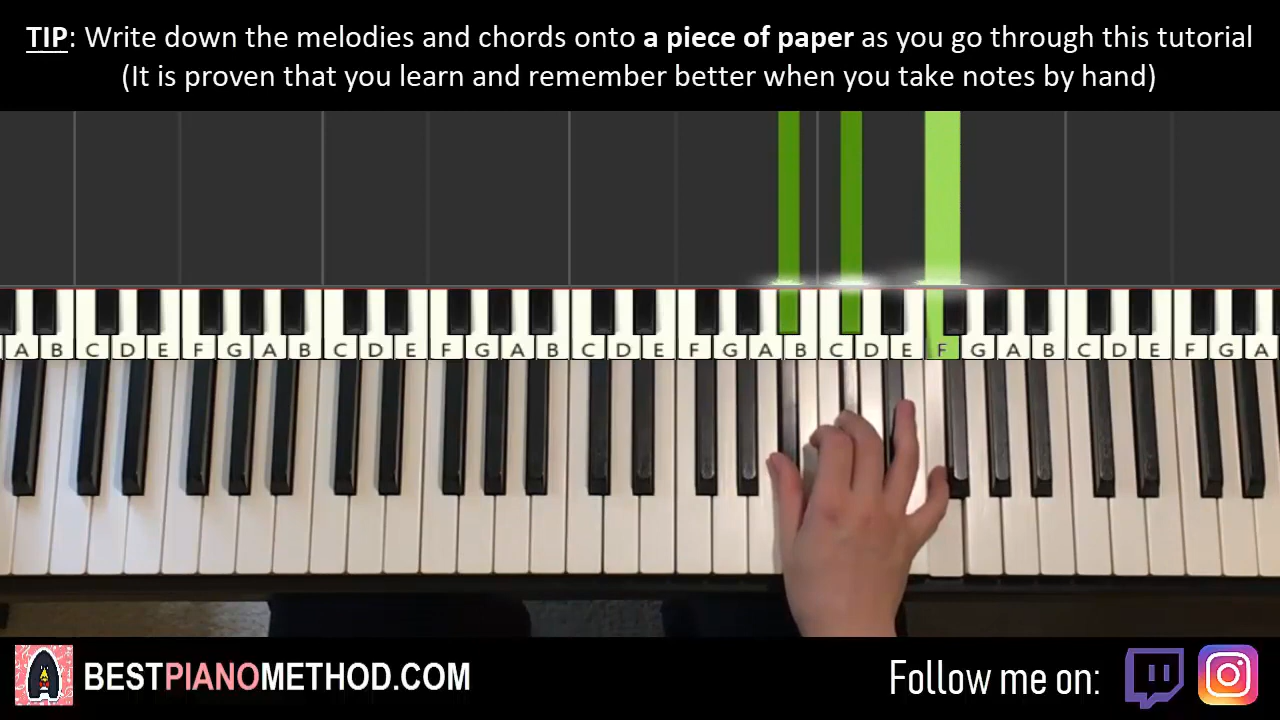 TIP: Write down the melodies and chords onto a piece of paper as you go through this tutorial
(It is proven that you learn and remember better when you take notes by hand)
A B C D E F G A B C D E F G A B C D E F G A B C D E F G A B C D E F G A
BESTPIANOMETHOD.COM
Follow me on: